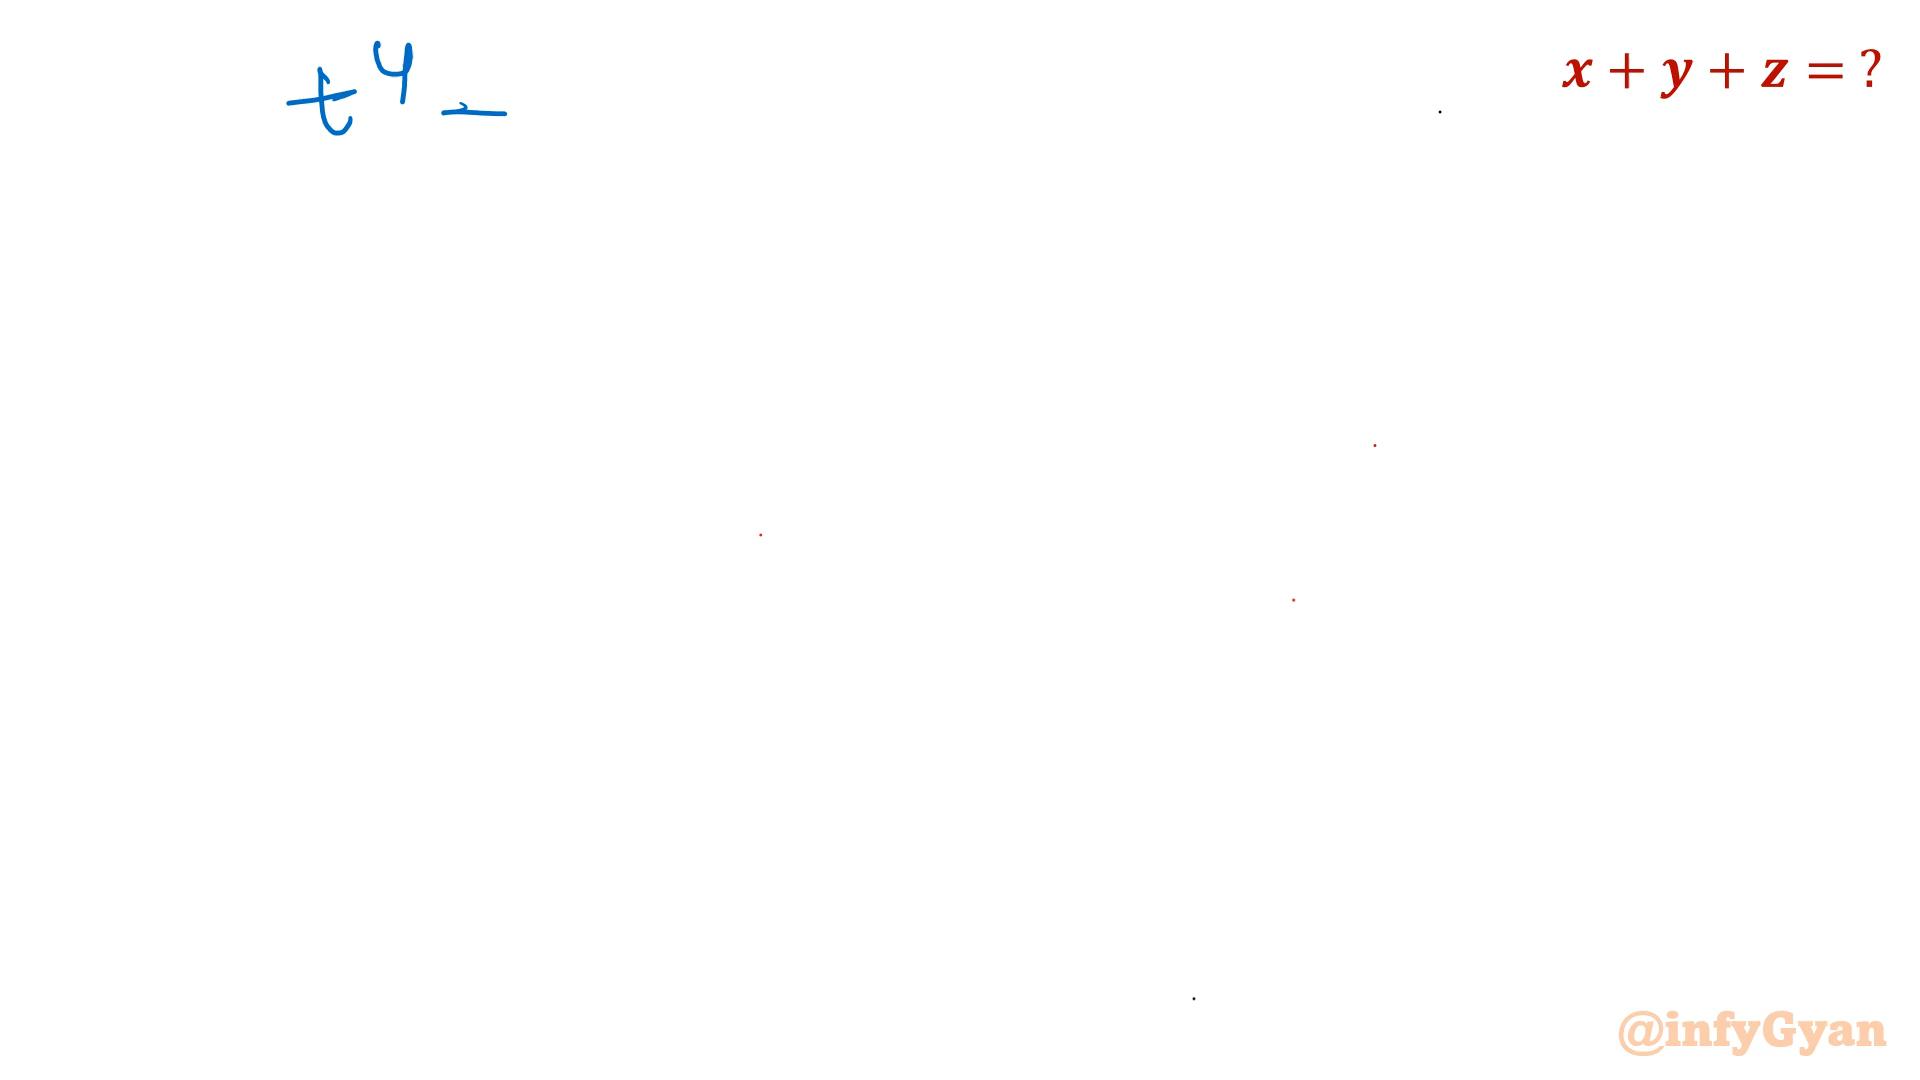 t⁴ −
x + y + z = ?
@infyGyan